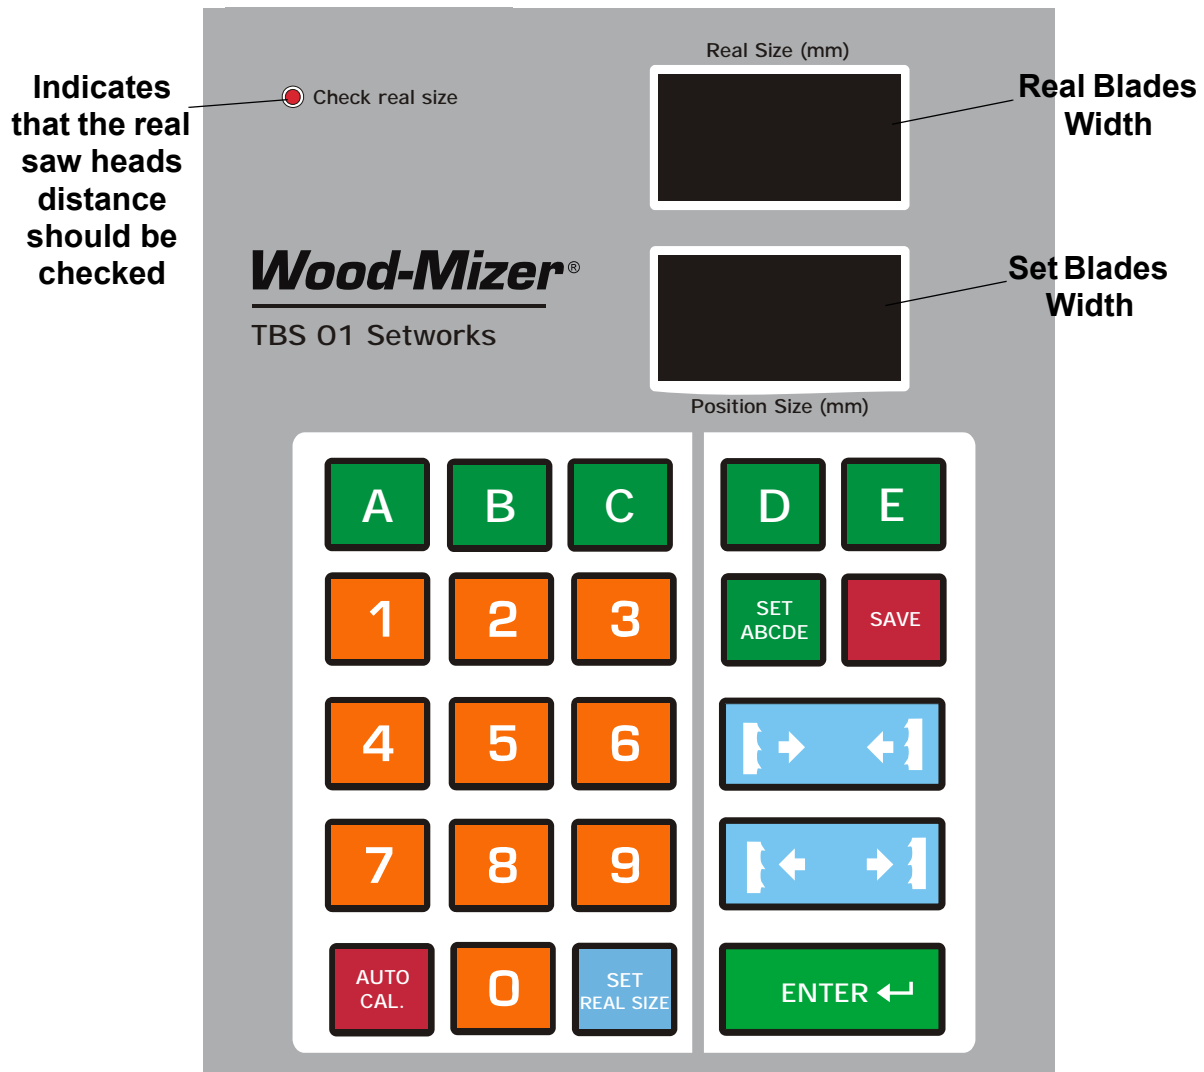 Real Size (mm)
Indicates
that the real
saw heads
distance
should be
checked
Check real size
Real Blades
Width
Wood-Mizer®
TBS 01 Setworks
Set Blades
Width
Position Size (mm)
A B C D E
1 2 3
SET
ABCDE
SAVE
4 5 6
7 8 9
AUTO
CAL.
0
SET
REAL SIZE
ENTER